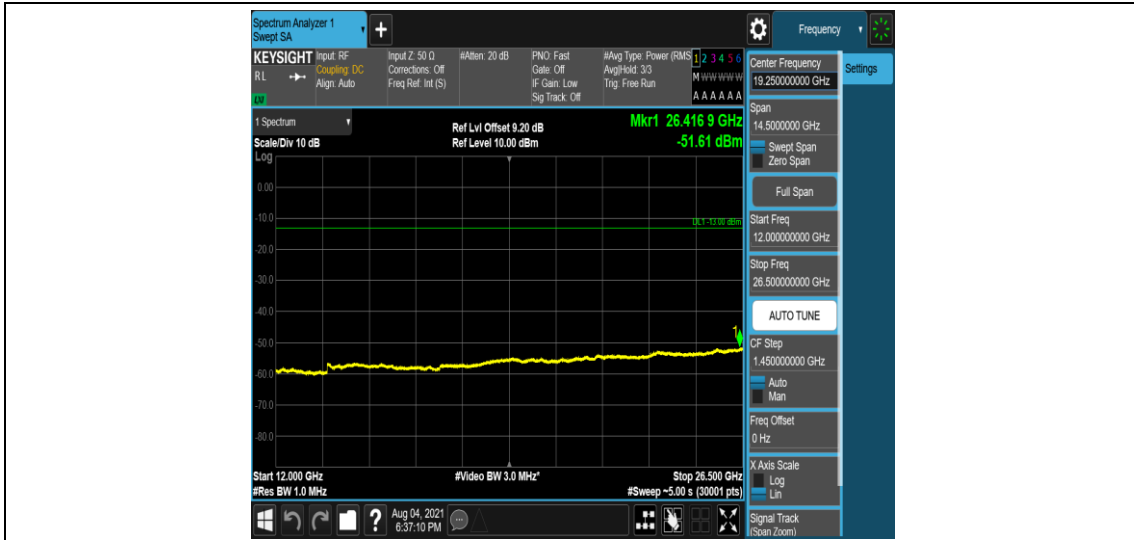 Spectrum Analyzer 1
Swept SA
+
Frequency
KEYSIGHT
RL
LXI
Input: RF
Coupling: DC
Align: Auto
Input Z: 50 Ω
Corrections: Off
Freq Ref: Int (S)
#Atten: 20 dB
PNO: Fast
Gate: Off
IF Gain: Low
Sig Track: Off
#Avg Type: Power (RMS
Avg|Hold: 3/3
Trig: Free Run
1 2 3 4 5 6
M W W W W W
A A A A A A
1 Spectrum
Scale/Div 10 dB
Log
Ref Lvl Offset 9.20 dB
Ref Level 10.00 dBm
Mkr1 26.416 9 GHz
-51.61 dBm
0.00
-10.0
-20.0
-30.0
-40.0
-50.0
-60.0
-70.0
-80.0
DL1 -13.00 dBm
1
Start 12.000 GHz
#Res BW 1.0 MHz
#Video BW 3.0 MHz*
Stop 26.500 GHz
#Sweep ~5.00 s (30001 pts)
?
Aug 04, 2021
6:37:10 PM
Center Frequency
19.250000000 GHz
Settings
Span
14.5000000 GHz
Swept Span
Zero Span
Full Span
Start Freq
12.000000000 GHz
Stop Freq
26.500000000 GHz
AUTO TUNE
CF Step
1.450000000 GHz
Auto
Man
Freq Offset
0 Hz
X Axis Scale
Log
Lin
Signal Track
(Span Zoom)